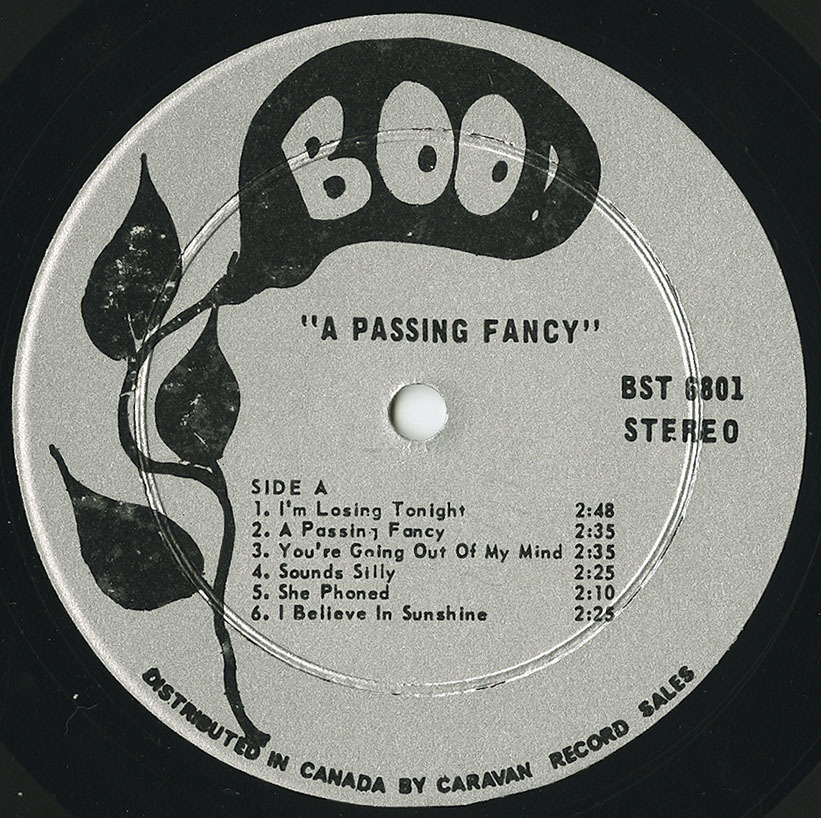 BOO!
"A PASSING FANCY"
BST 6801
STEREO
SIDE A
1. I'm Losing Tonight 2:48
2. A Passing Fancy 2:35
3. You're Going Out Of My Mind 2:35
4. Sounds Silly 2:25
5. She Phoned 2:10
6. I Believe In Sunshine 2:25
DISTRIBUTED IN CANADA BY CARAVAN RECORD SALES